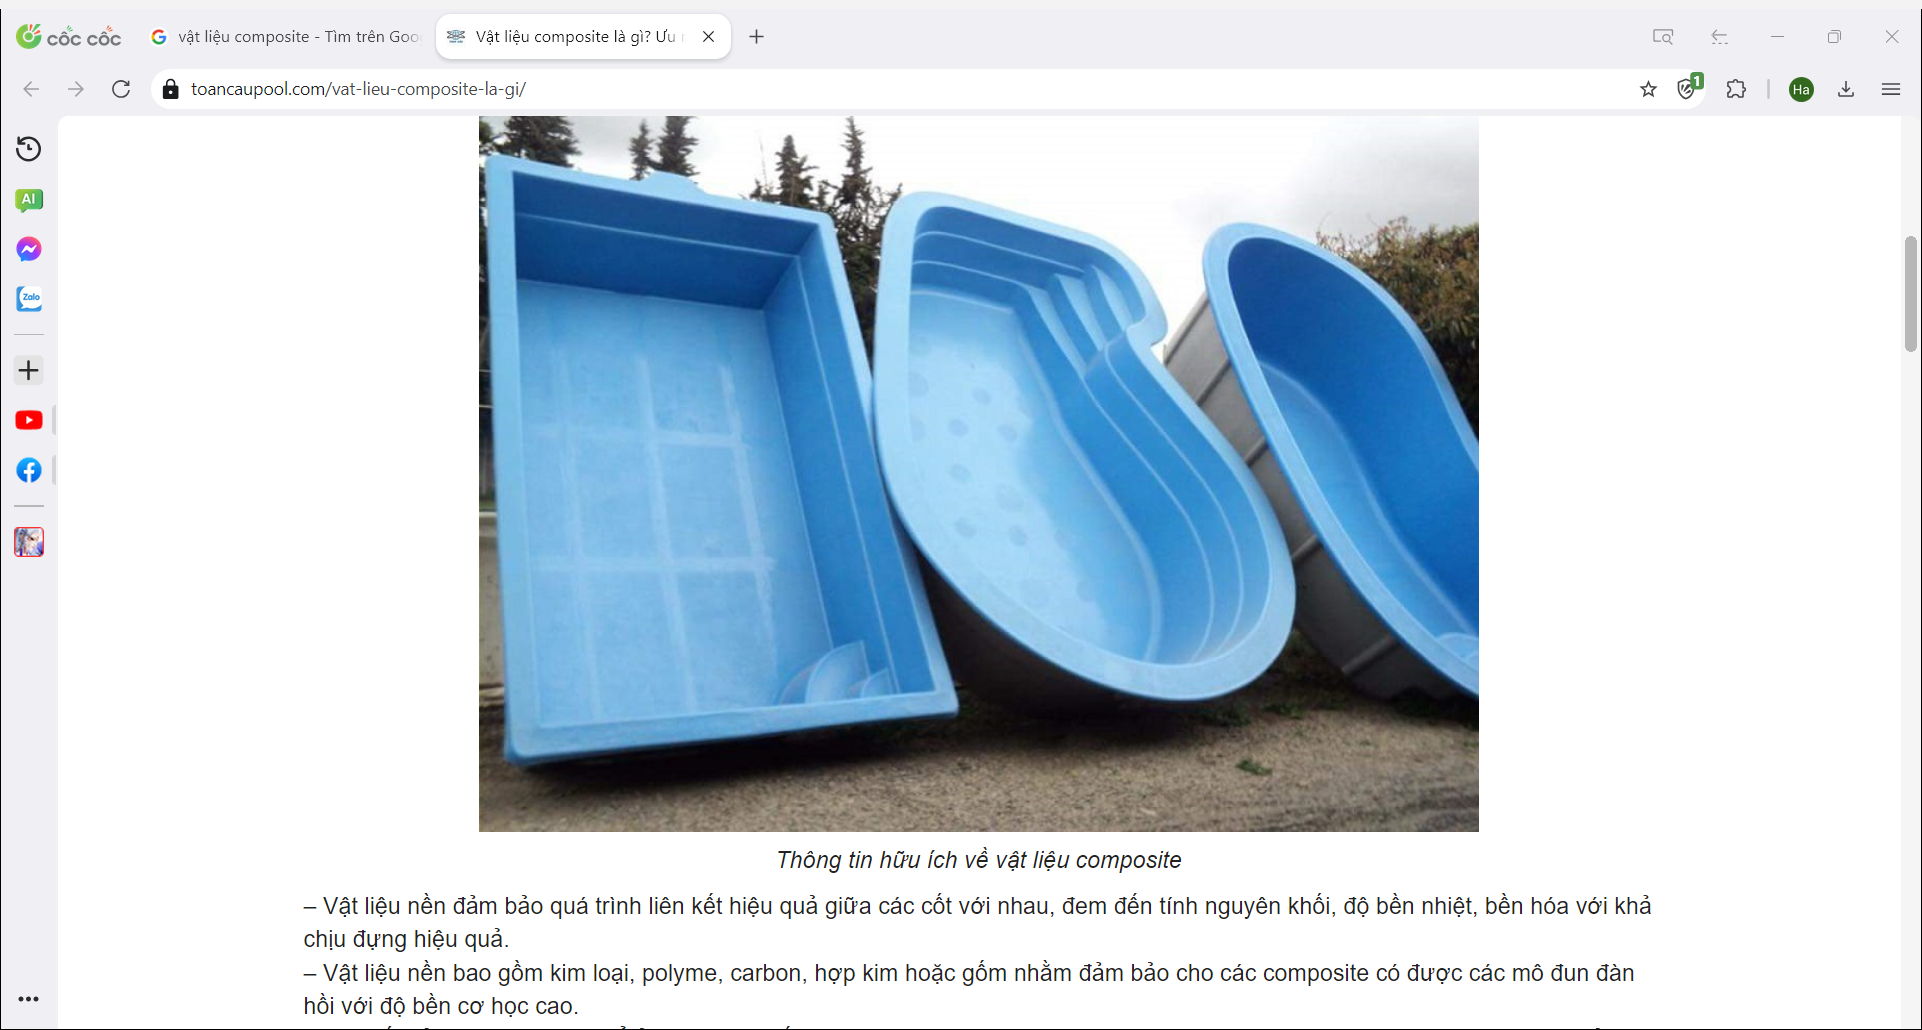 cốc cốc
vật liệu composite - Tìm trên Goo
Vật liệu composite là gì? Ưu
toancaupool.com/vat-lieu-composite-la-gi/
1
Ha
AI
Zalo
Thông tin hữu ích về vật liệu composite
– Vật liệu nền đảm bảo quá trình liên kết hiệu quả giữa các cốt với nhau, đem đến tính nguyên khối, độ bền nhiệt, bền hóa với khả
chịu đựng hiệu quả.
– Vật liệu nền bao gồm kim loại, polyme, carbon, hợp kim hoặc gốm nhằm đảm bảo cho các composite có được các mô đun đàn
hồi với độ bền cơ học cao.